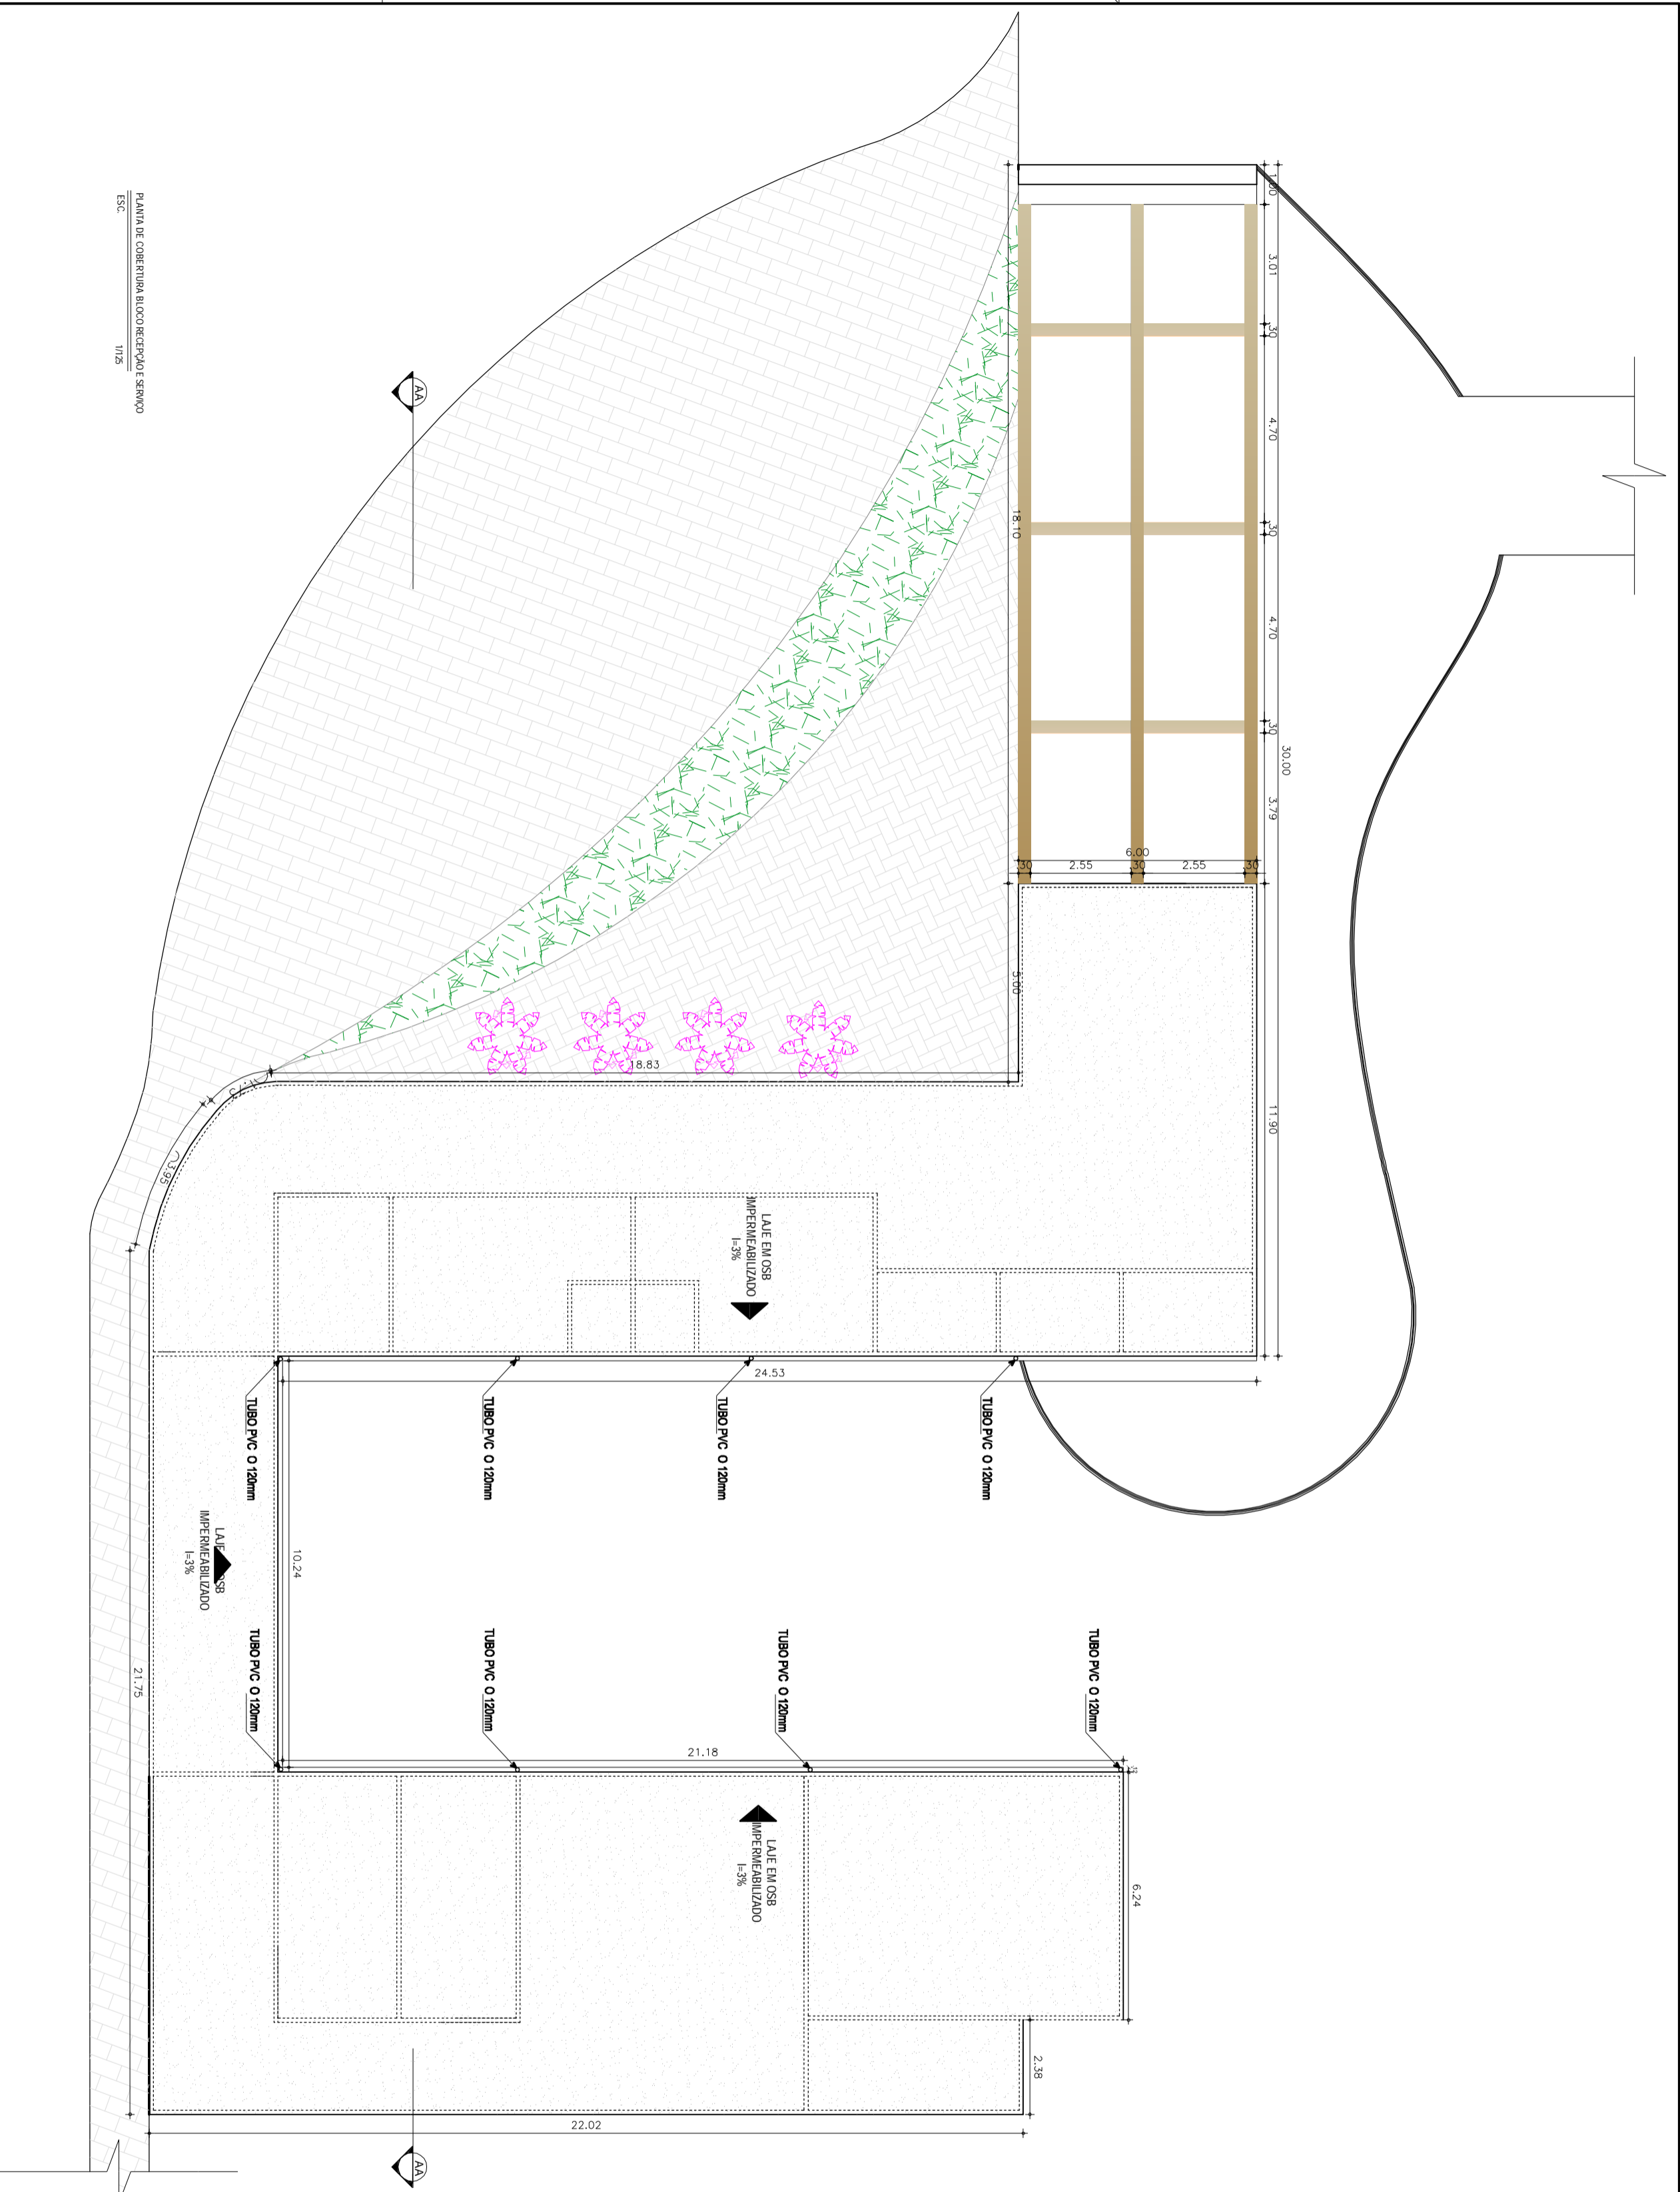 PLANTA DE COBERTURA BLOCO RECEPÇÃO E SERVIÇO
ESC. 1/125
AA
1.00
3.01
.30
4.70
.30
4.70
.30
3.79
30.00
11.90
18.10
6.00
.30
2.55
.30
2.55
.30
5.00
18.83
3.95
LAJE EM OSB
IMPERMEABILIZADO
I=3%
24.53
TUBO PVC O 120mm
TUBO PVC O 120mm
TUBO PVC O 120mm
TUBO PVC O 120mm
10.24
IMPERMEABILIZADO
I=3%
21.75
TUBO PVC O 120mm
TUBO PVC O 120mm
TUBO PVC O 120mm
TUBO PVC O 120mm
21.18
6.24
LAJE EM OSB
IMPERMEABILIZADO
I=3%
2.38
22.02
AA